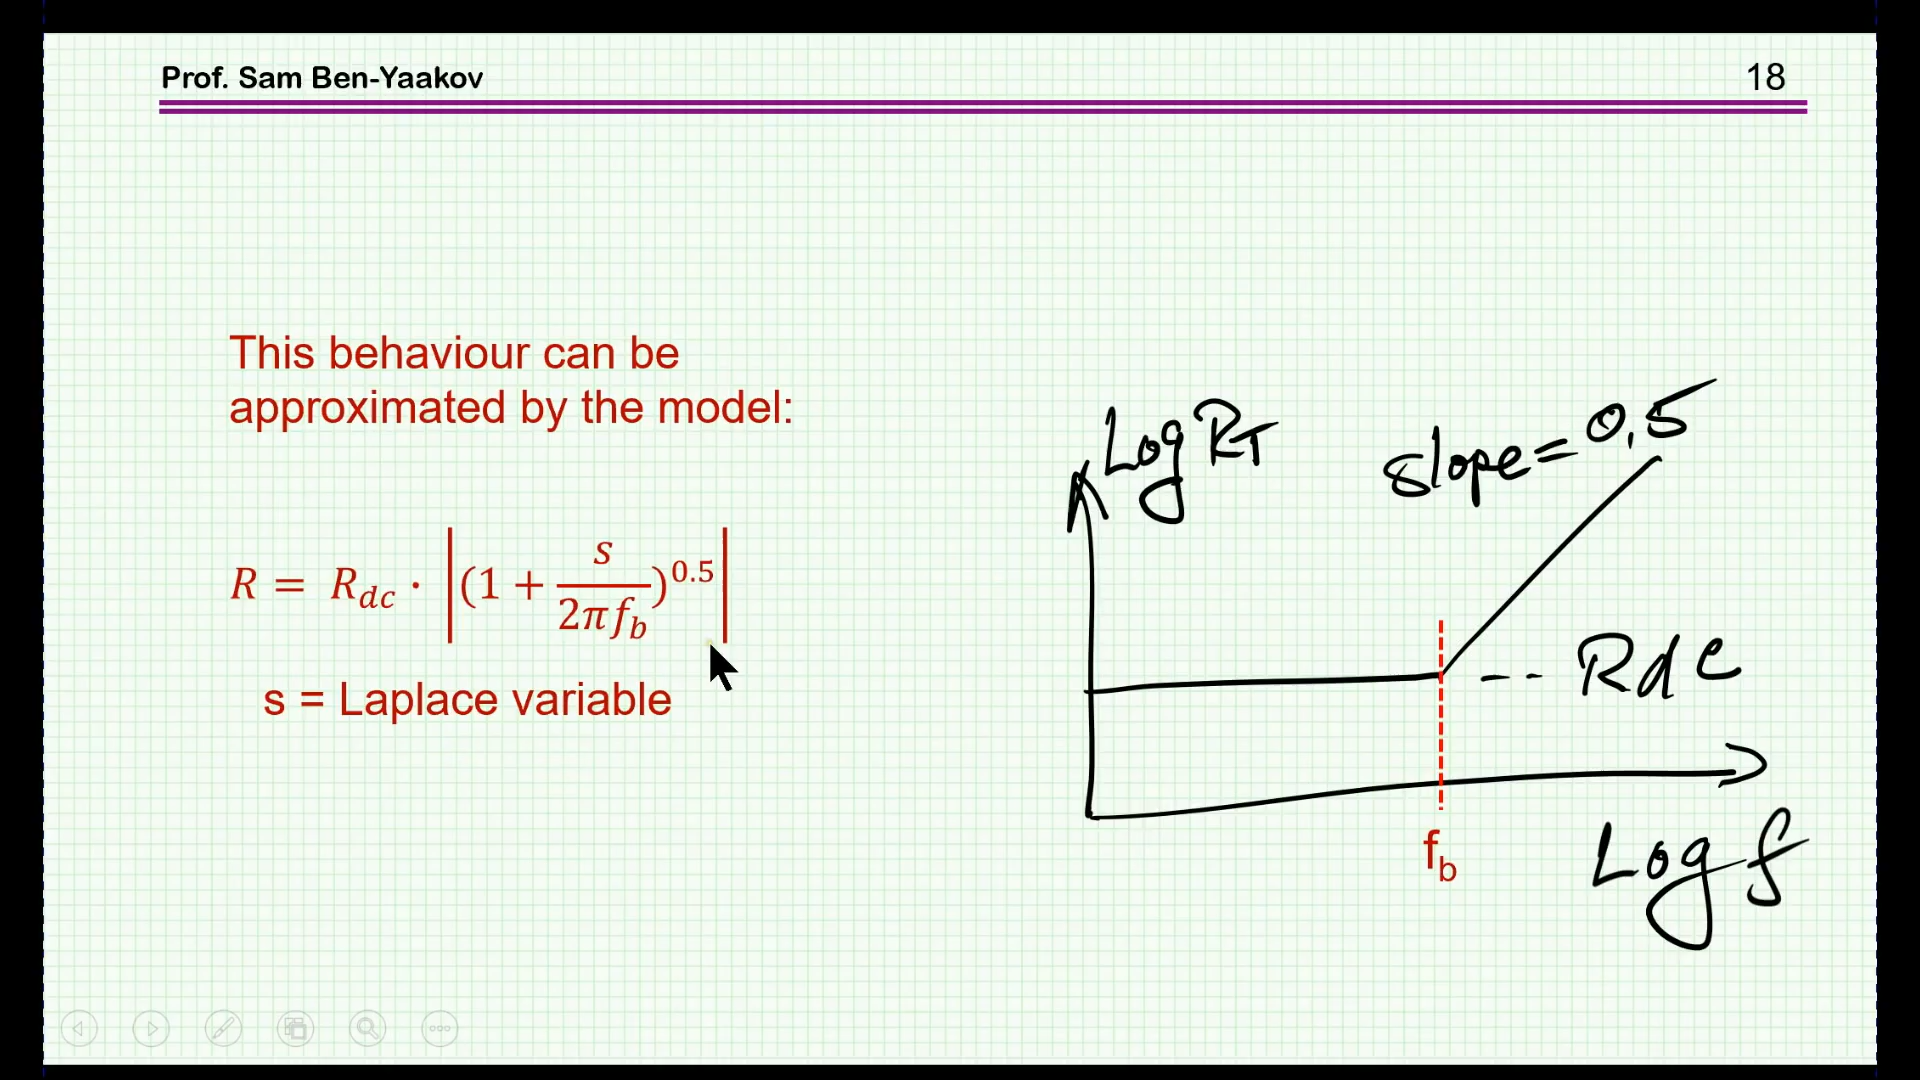 Prof. Sam Ben-Yaakov
18
This behaviour can be
approximated by the model:
R = R_dc · |(1 + s/(2πf_b))^0.5|
s = Laplace variable
Log R_T
slope = 0.5
-- Rdc
f_b
Log f